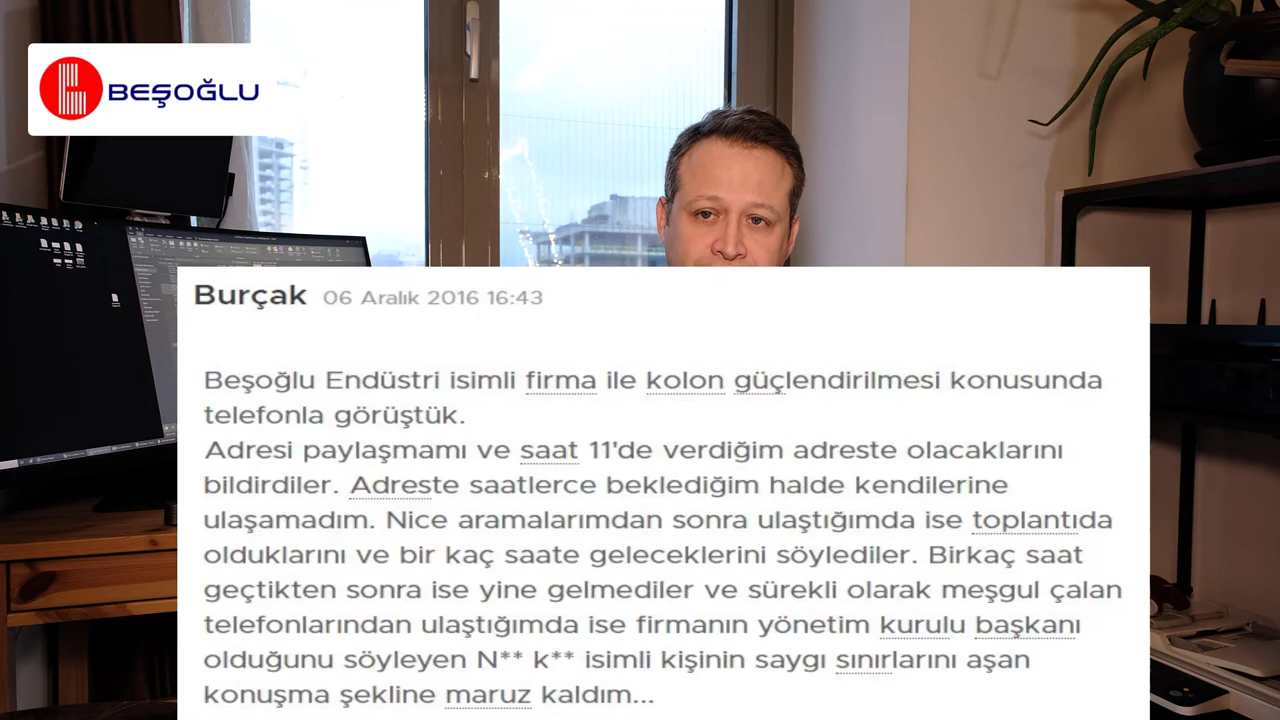 BEŞOĞLU
Burçak 06 Aralık 2016 16:43
Beşoğlu Endüstri isimli firma ile kolon güçlendirilmesi konusunda
telefonla görüştük.
Adresi paylaşmamı ve saat 11'de verdiğim adreste olacaklarını
bildirdiler. Adreste saatlerce beklediğim halde kendilerine
ulaşamadım. Nice aramalarımdan sonra ulaştığımda ise toplantıda
olduklarını ve bir kaç saate geleceklerini söylediler. Birkaç saat
geçtikten sonra ise yine gelmediler ve sürekli olarak meşgul çalan
telefonlarından ulaştığımda ise firmanın yönetim kurulu başkanı
olduğunu söyleyen N** k** isimli kişinin saygı sınırlarını aşan
konuşma şekline maruz kaldım...